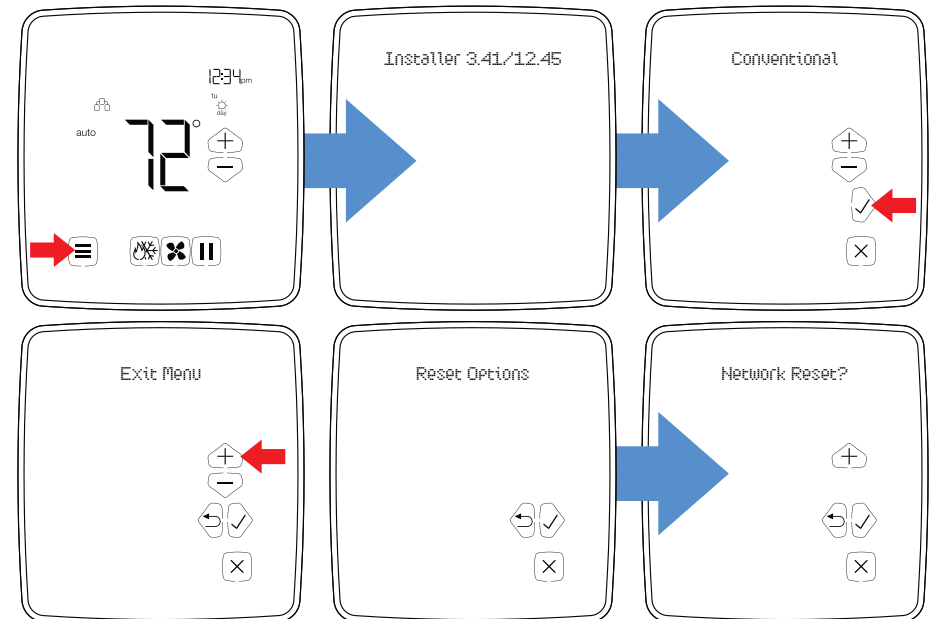 12:34pm
tu
day
auto
72°
Installer 3.41/12.45
Conventional
Exit Menu
Reset Options
Network Reset?